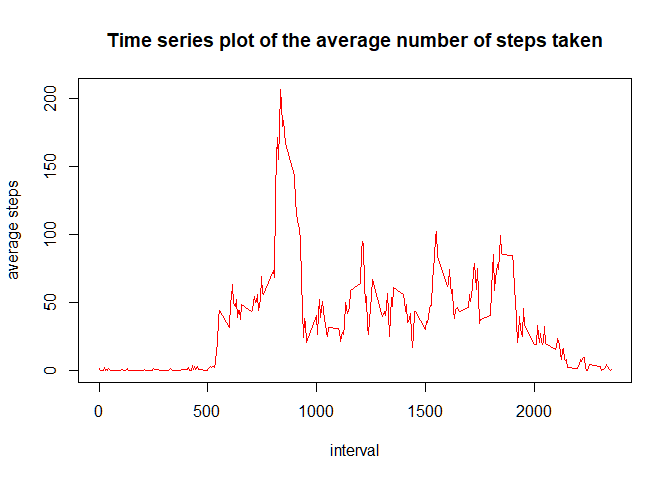 Time series plot of the average number of steps taken
average steps
200
150
100
50
0
0 500 1000 1500 2000
interval